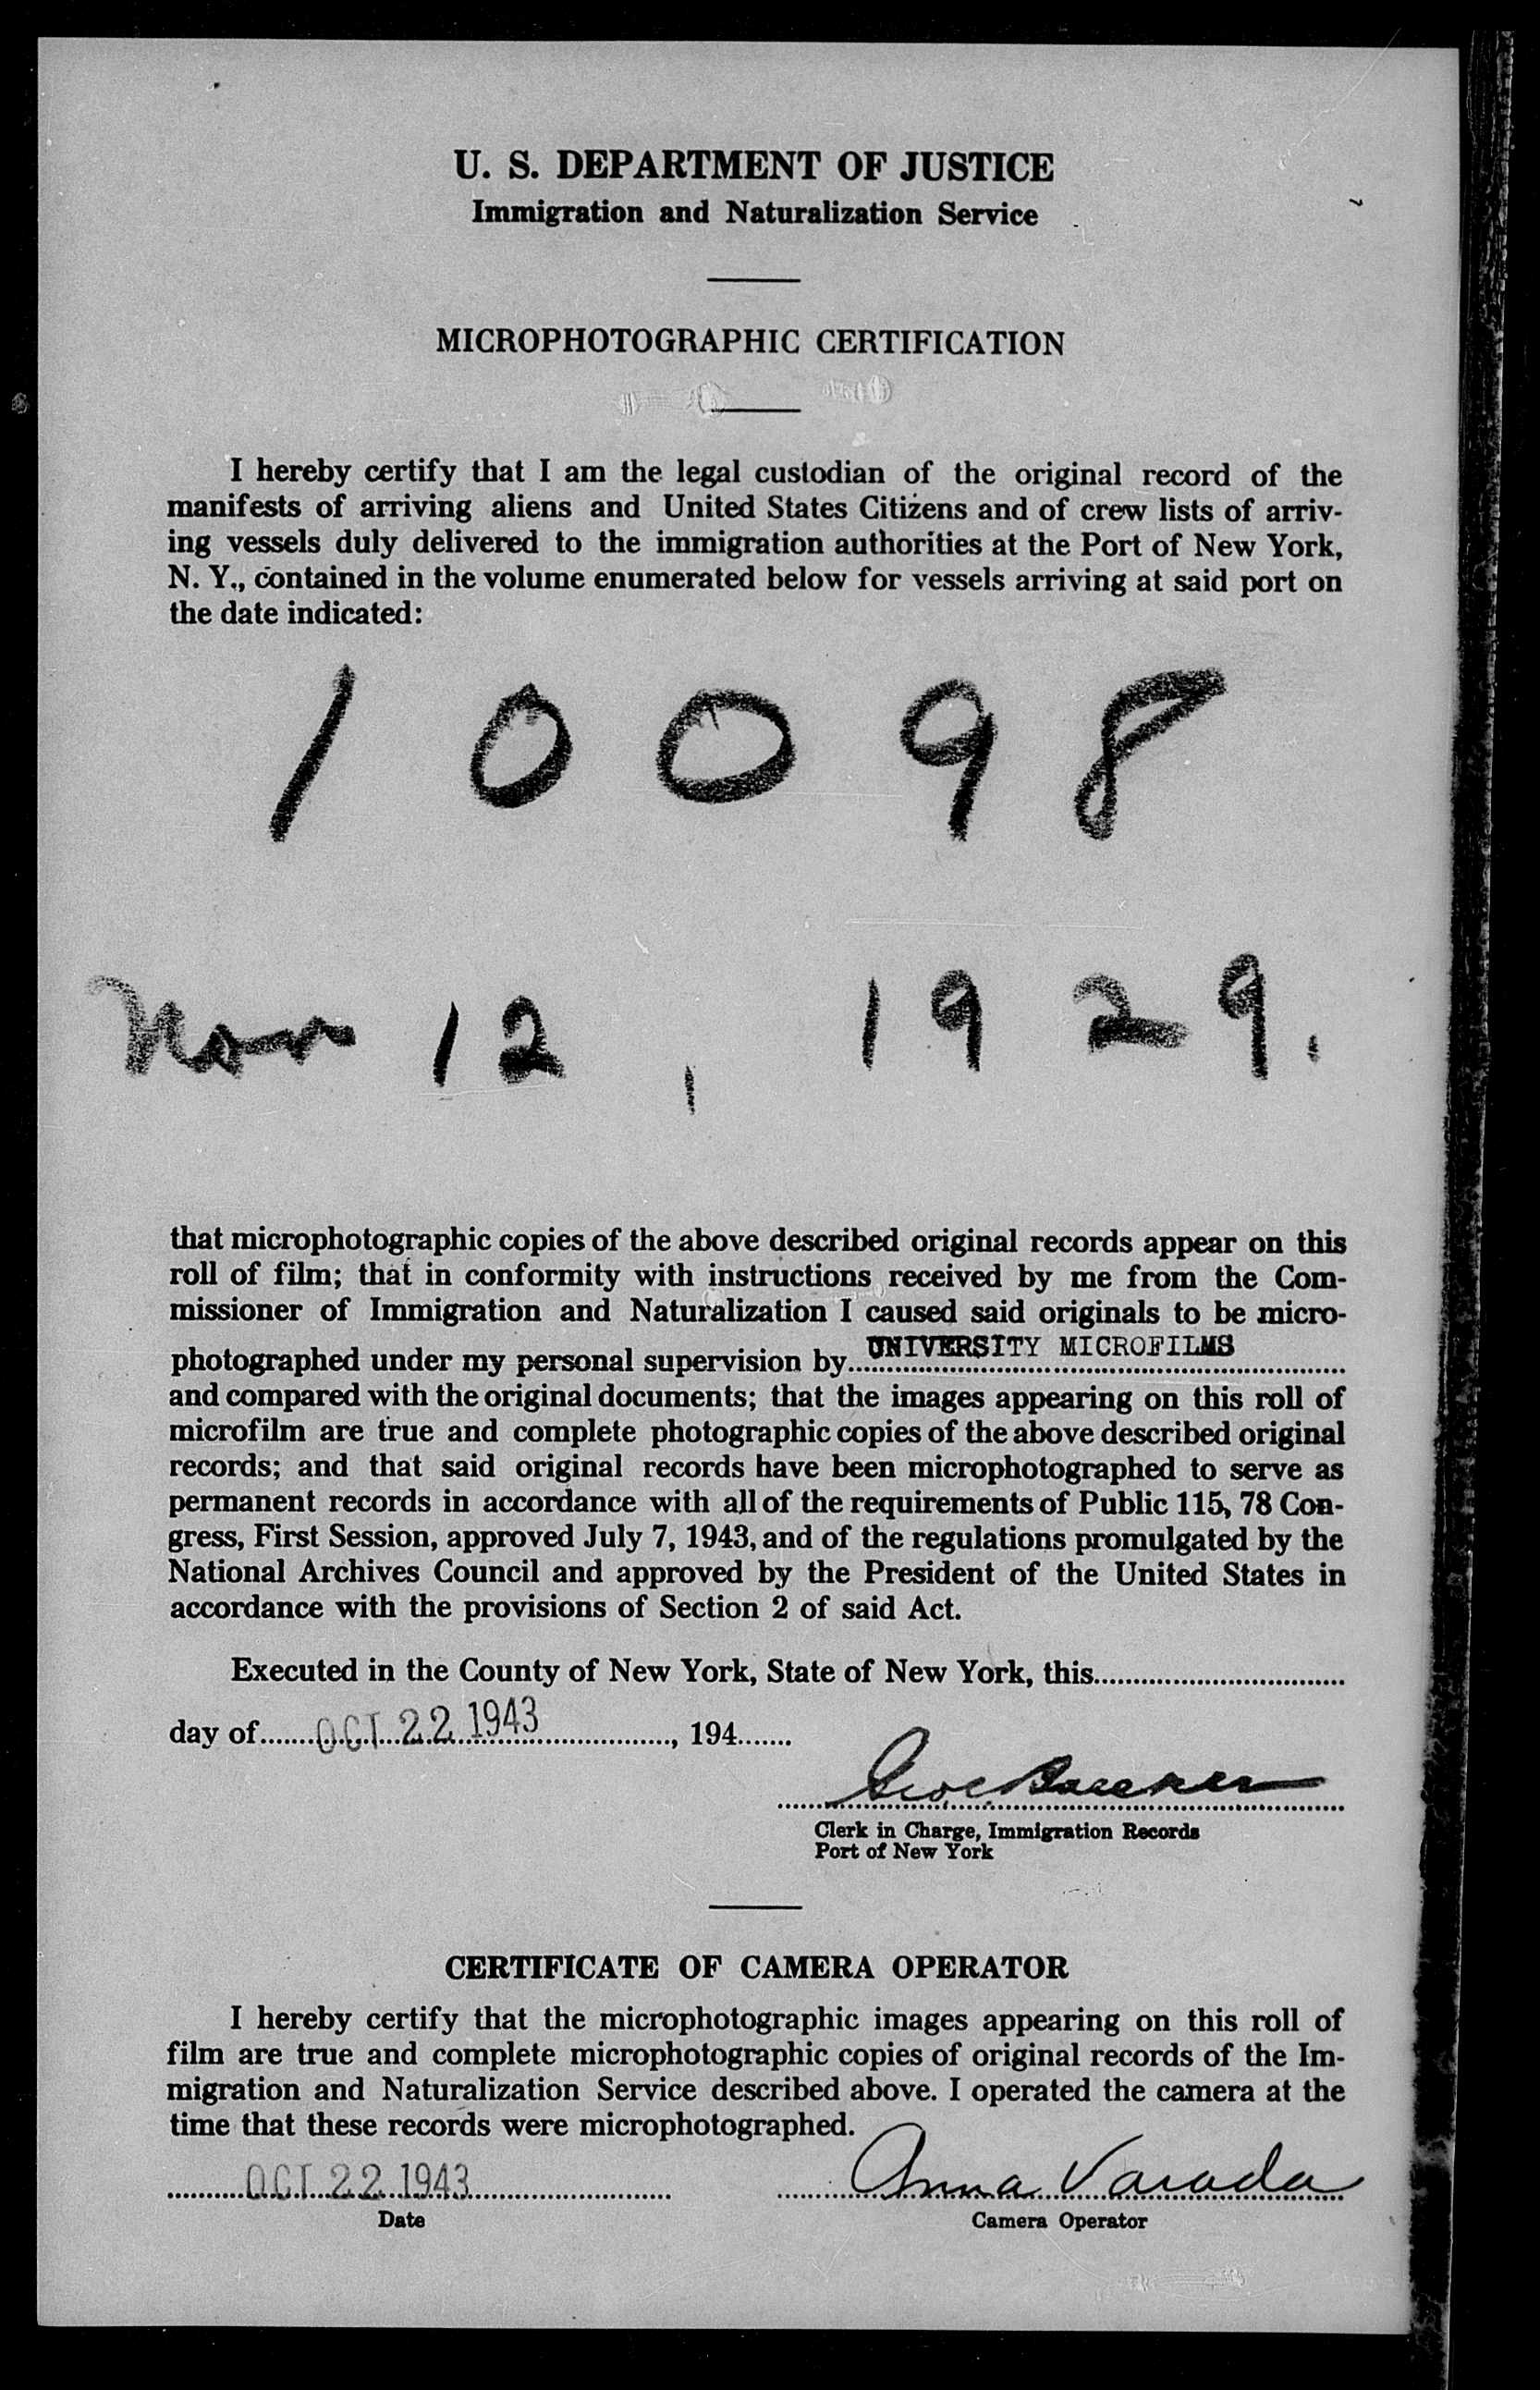 U. S. DEPARTMENT OF JUSTICE
Immigration and Naturalization Service
MICROPHOTOGRAPHIC CERTIFICATION
I hereby certify that I am the legal custodian of the original record of the
manifests of arriving aliens and United States Citizens and of crew lists of arriv-
ing vessels duly delivered to the immigration authorities at the Port of New York,
N. Y., contained in the volume enumerated below for vessels arriving at said port on
the date indicated:
10098
Nov 12, 1929.
that microphotographic copies of the above described original records appear on this
roll of film; that in conformity with instructions received by me from the Com-
missioner of Immigration and Naturalization I caused said originals to be micro-
photographed under my personal supervision by UNIVERSITY MICROFILMS
and compared with the original documents; that the images appearing on this roll of
microfilm are true and complete photographic copies of the above described original
records; and that said original records have been microphotographed to serve as
permanent records in accordance with all of the requirements of Public 115, 78 Con-
gress, First Session, approved July 7, 1943, and of the regulations promulgated by the
National Archives Council and approved by the President of the United States in
accordance with the provisions of Section 2 of said Act.
Executed in the County of New York, State of New York, this
day of OCT 22 1943, 194
Clerk in Charge, Immigration Records
Port of New York
CERTIFICATE OF CAMERA OPERATOR
I hereby certify that the microphotographic images appearing on this roll of
film are true and complete microphotographic copies of original records of the Im-
migration and Naturalization Service described above. I operated the camera at the
time that these records were microphotographed.
OCT 22 1943 Anna Varada
Date Camera Operator